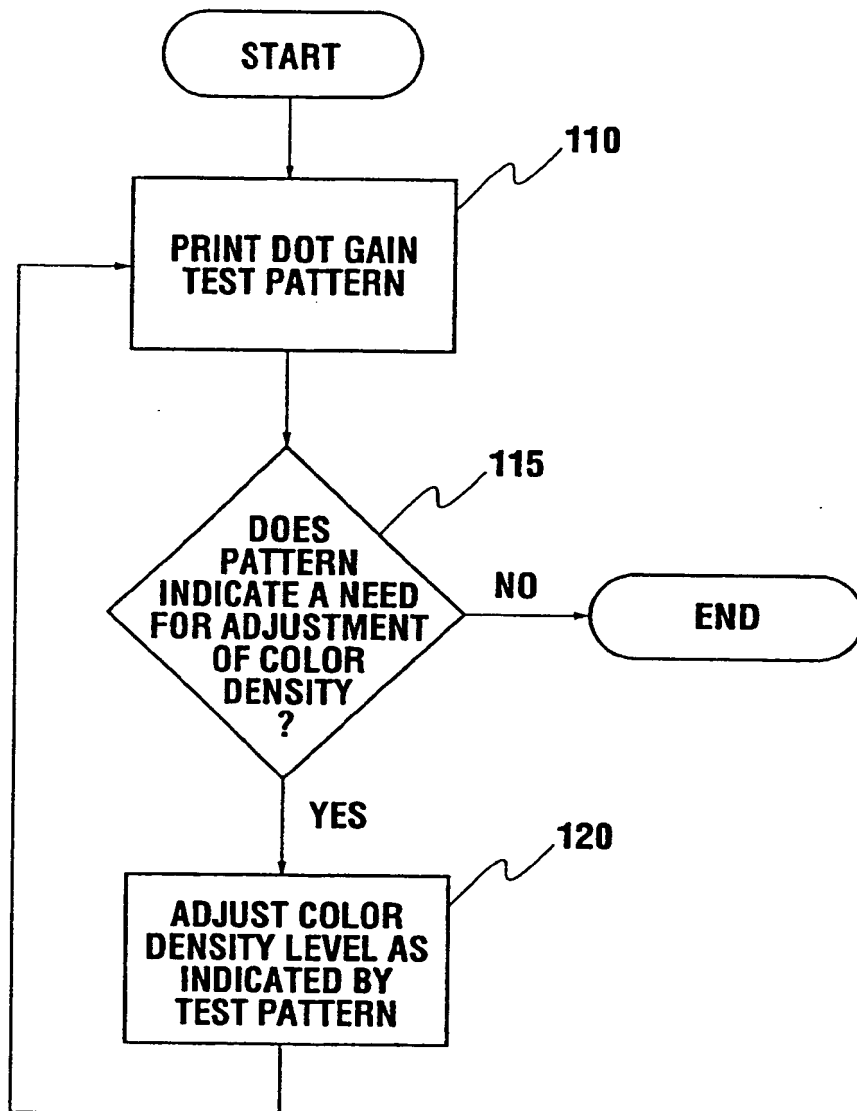 START
110
PRINT DOT GAIN
TEST PATTERN
115
DOES
PATTERN
INDICATE A NEED
FOR ADJUSTMENT
OF COLOR
DENSITY
?
NO
END
YES
120
ADJUST COLOR
DENSITY LEVEL AS
INDICATED BY
TEST PATTERN